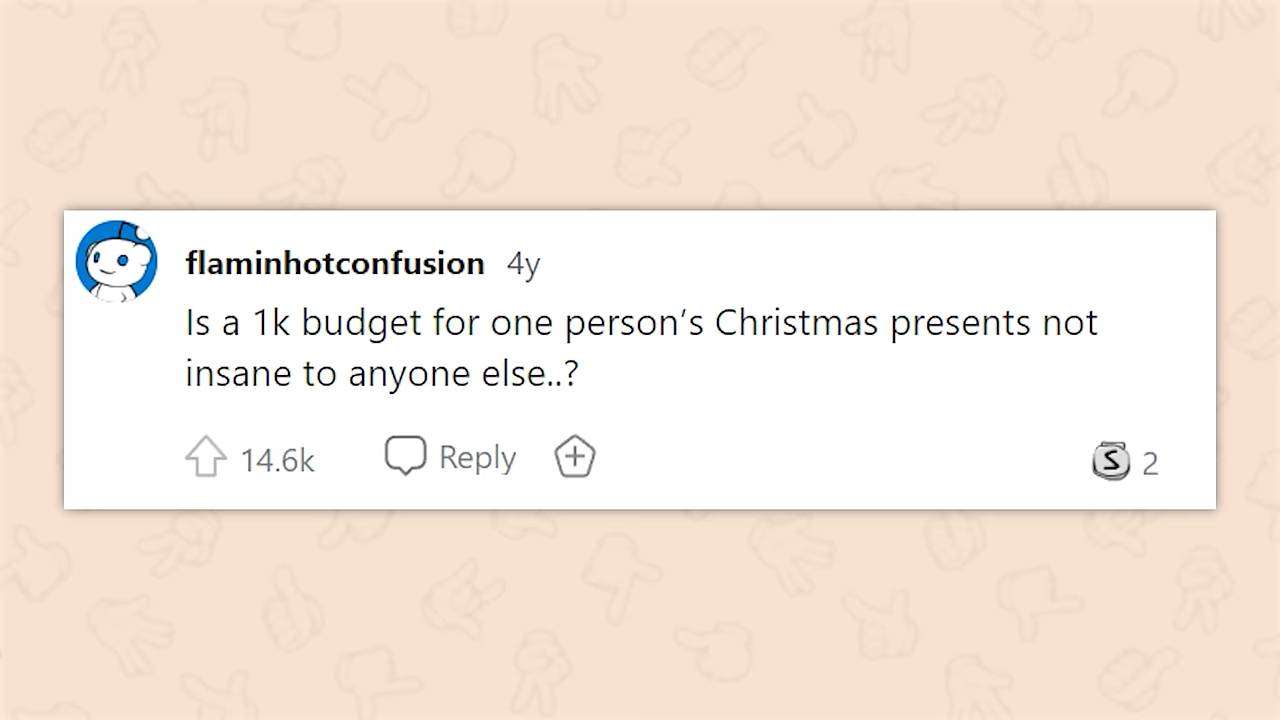 flaminhotconfusion 4y
Is a 1k budget for one person’s Christmas presents not
insane to anyone else..?
14.6k Reply S 2